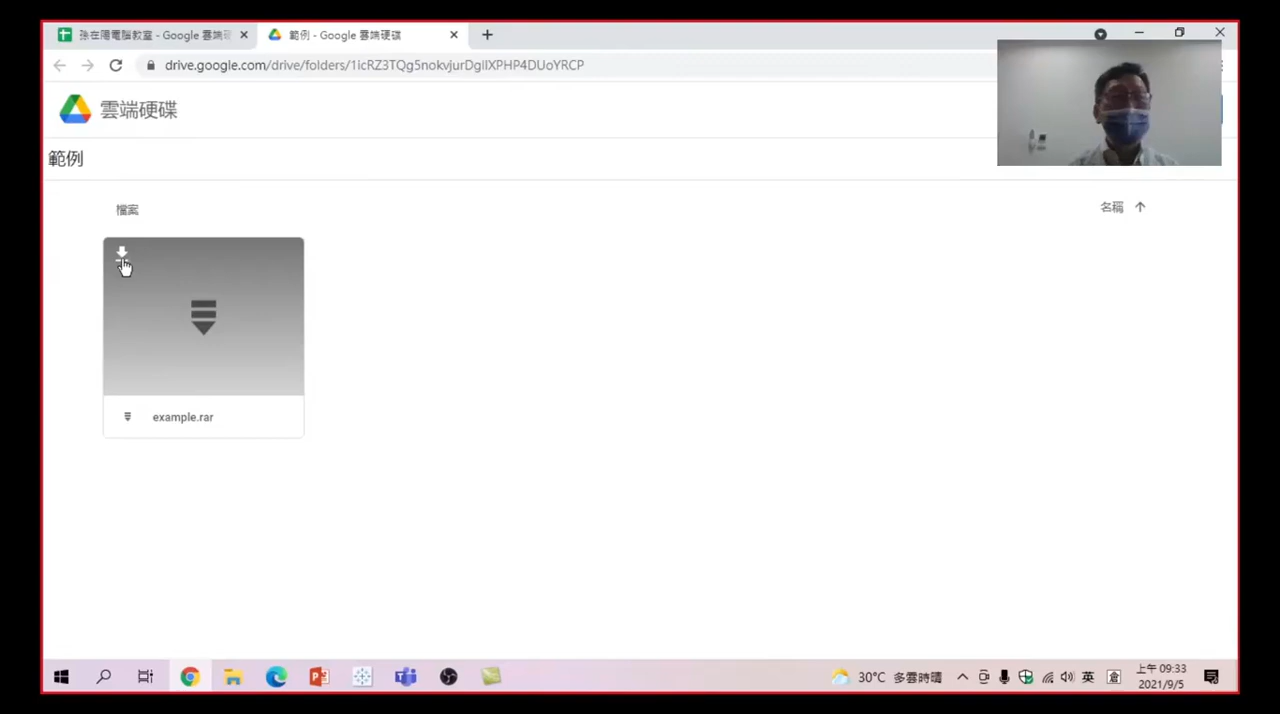 孫在陽電腦教室 - Google 雲端硬
範例 - Google 雲端硬碟
drive.google.com/drive/folders/1icRZ3TQg5nokvjurDgIIXPHP4DUoYRCP
雲端硬碟
範例
檔案
名稱
example.rar
30°C 多雲時晴
英
倉
上午 09:33
2021/9/5